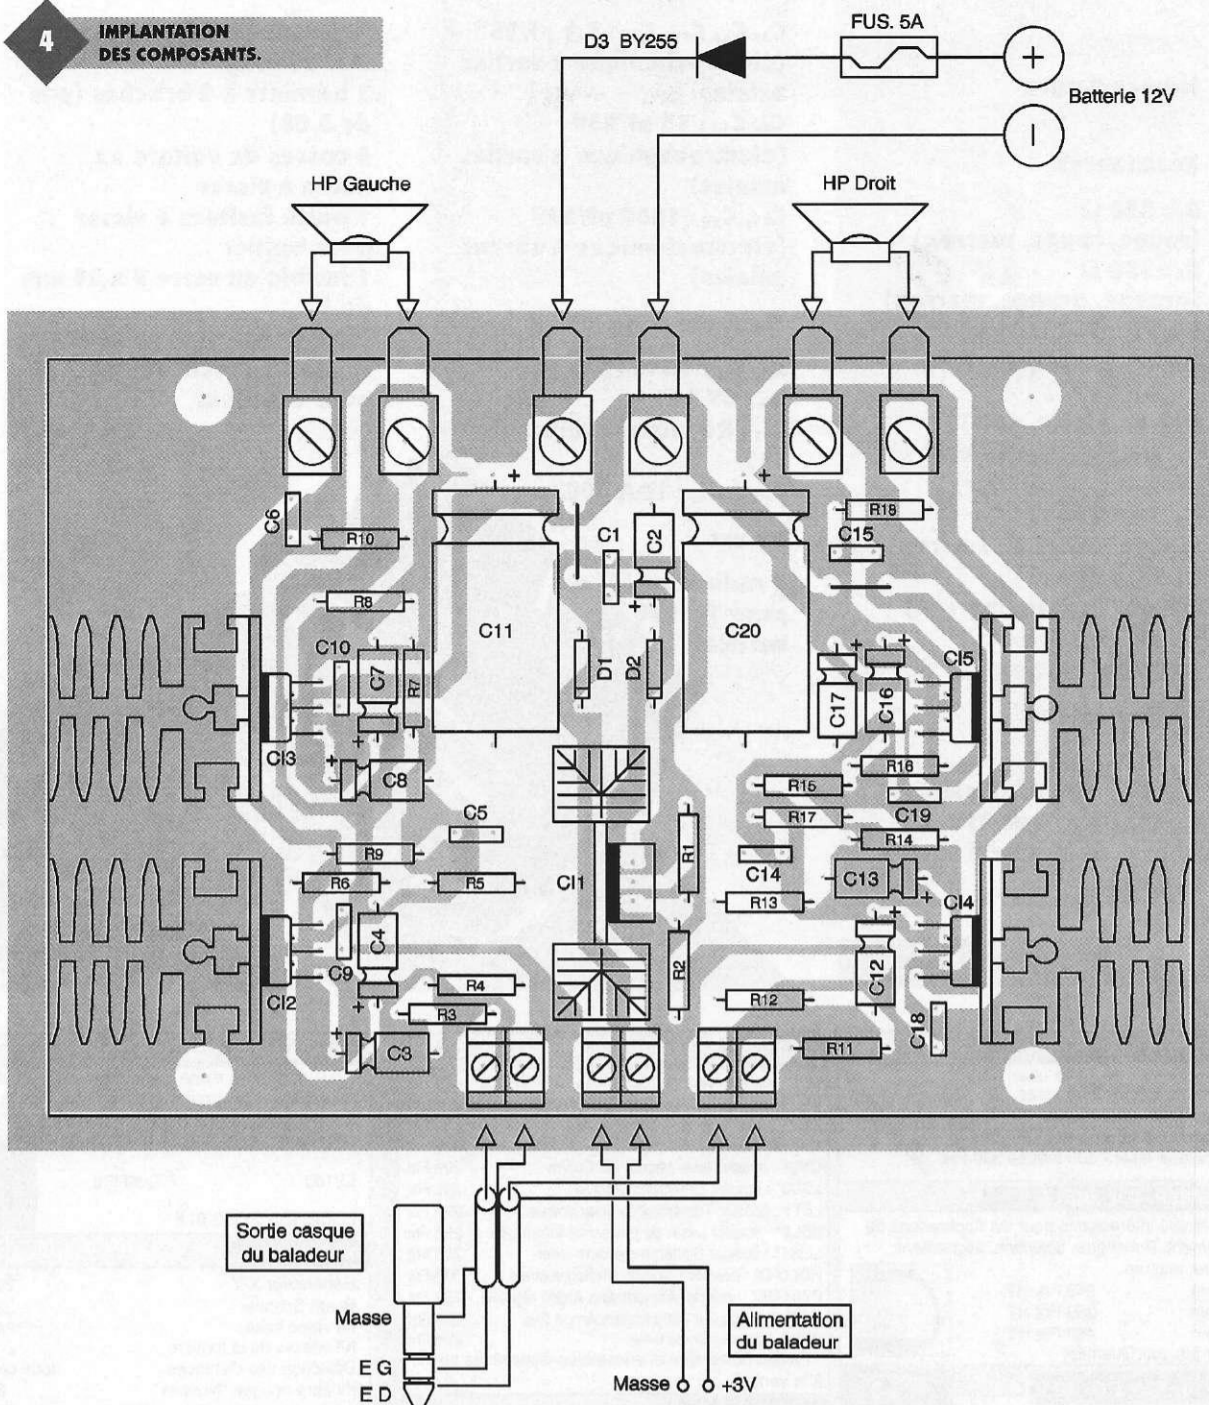 4 IMPLANTATION
DES COMPOSANTS.
D3 BY255
FUS. 5A
+
Batterie 12V
−
HP Gauche
HP Droit
+
+
C6
R10
C1
C2
R18
C15
+
R8
C11
C20
C10
C7
R7
D1
D2
+
+
C17
C16
CI5
CI3
+
+
C8
R16
R15
C5
R17
C19
R14
R1
R9
C14
C13
R6
R5
CI1
R13
+
CI4
C4
+
C9
R2
C12
CI2
R4
R12
+
R3
C18
+
C3
R11
Sortie casque
du baladeur
Masse
Alimentation
du baladeur
E G
E D
Masse
+3V